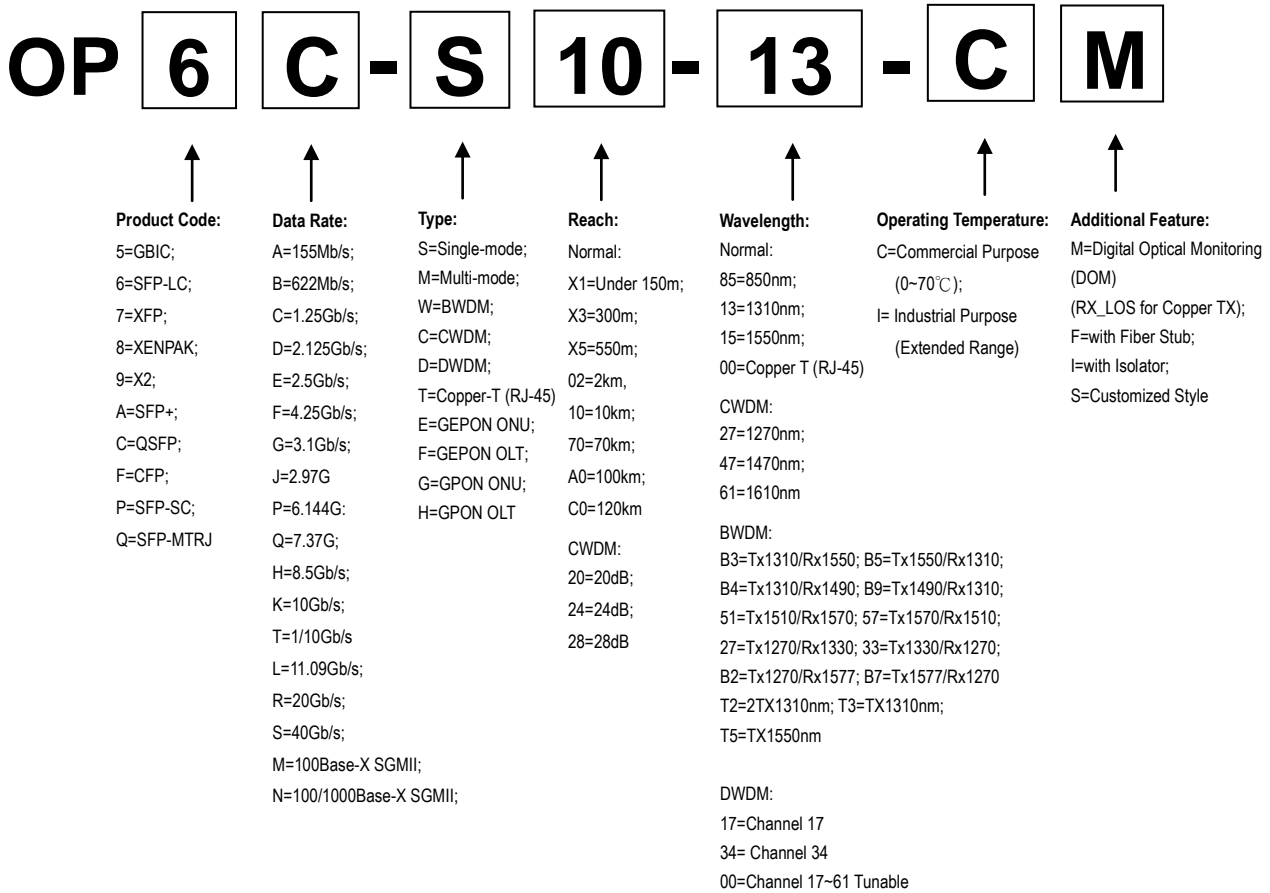 OP 6 C - S 10 - 13 - C M
Product Code:
5=GBIC;
6=SFP-LC;
7=XFP;
8=XENPAK;
9=X2;
A=SFP+;
C=QSFP;
F=CFP;
P=SFP-SC;
Q=SFP-MTRJ
Data Rate:
A=155Mb/s;
B=622Mb/s;
C=1.25Gb/s;
D=2.125Gb/s;
E=2.5Gb/s;
F=4.25Gb/s;
G=3.1Gb/s;
J=2.97G
P=6.144G:
Q=7.37G;
H=8.5Gb/s;
K=10Gb/s;
T=1/10Gb/s
L=11.09Gb/s;
R=20Gb/s;
S=40Gb/s;
M=100Base-X SGMII;
N=100/1000Base-X SGMII;
Type:
S=Single-mode;
M=Multi-mode;
W=BWDM;
C=CWDM;
D=DWDM;
T=Copper-T (RJ-45)
E=GEPON ONU;
F=GEPON OLT;
G=GPON ONU;
H=GPON OLT
Reach:
Normal:
X1=Under 150m;
X3=300m;
X5=550m;
02=2km,
10=10km;
70=70km;
A0=100km;
C0=120km
CWDM:
20=20dB;
24=24dB;
28=28dB
Wavelength:
Normal:
85=850nm;
13=1310nm;
15=1550nm;
00=Copper T (RJ-45)
CWDM:
27=1270nm;
47=1470nm;
61=1610nm
BWDM:
B3=Tx1310/Rx1550; B5=Tx1550/Rx1310;
B4=Tx1310/Rx1490; B9=Tx1490/Rx1310;
51=Tx1510/Rx1570; 57=Tx1570/Rx1510;
27=Tx1270/Rx1330; 33=Tx1330/Rx1270;
B2=Tx1270/Rx1577; B7=Tx1577/Rx1270
T2=2TX1310nm; T3=TX1310nm;
T5=TX1550nm
DWDM:
17=Channel 17
34= Channel 34
00=Channel 17~61 Tunable
Operating Temperature:
C=Commercial Purpose
(0~70℃);
I= Industrial Purpose
(Extended Range)
Additional Feature:
M=Digital Optical Monitoring
(DOM)
(RX_LOS for Copper TX);
F=with Fiber Stub;
I=with Isolator;
S=Customized Style